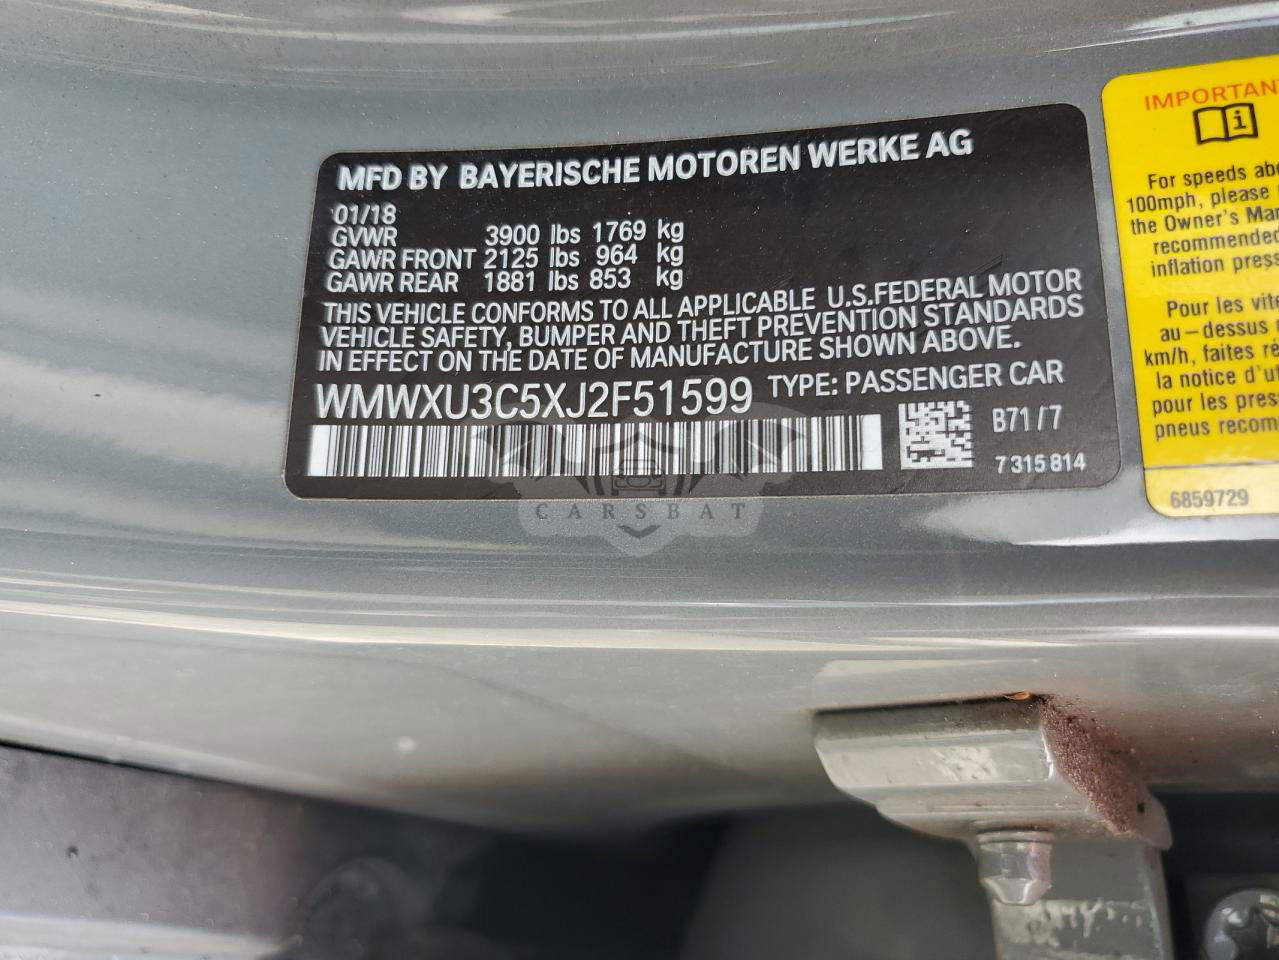 MFD BY BAYERISCHE MOTOREN WERKE AG
01/18
GVWR 3900 lbs 1769 kg
GAWR FRONT 2125 lbs 964 kg
GAWR REAR 1881 lbs 853 kg
THIS VEHICLE CONFORMS TO ALL APPLICABLE U.S.FEDERAL MOTOR
VEHICLE SAFETY, BUMPER AND THEFT PREVENTION STANDARDS
IN EFFECT ON THE DATE OF MANUFACTURE SHOWN ABOVE.
WMWXU3C5XJ2F51599 TYPE: PASSENGER CAR
B71/7
7 315 814
CARSBAT
IMPORTAN
i
For speeds abo
100mph, please
the Owner's Man
recommended
inflation press
Pour les vite
au-dessus
km/h, faites ré
la notice d'u
pour les pres
pneus recom
6859729